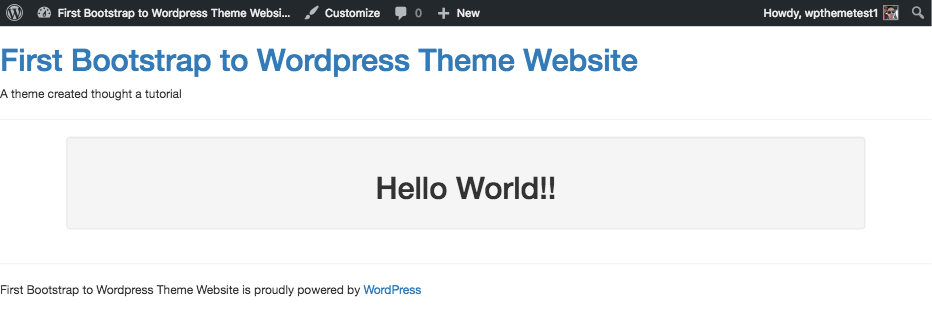 First Bootstrap to Wordpress Theme Websi... Customize 0 New Howdy, wpthemetest1
First Bootstrap to Wordpress Theme Website
A theme created thought a tutorial
Hello World!!
First Bootstrap to Wordpress Theme Website is proudly powered by WordPress